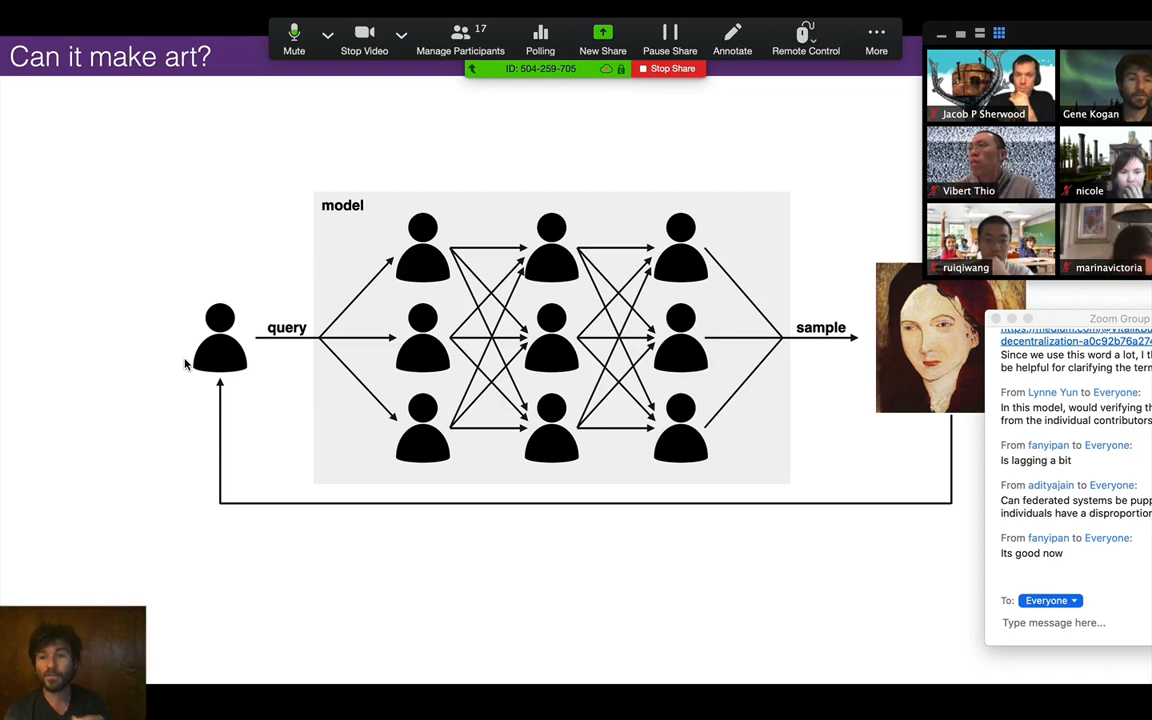 Can it make art?
17
Mute
Stop Video
Manage Participants
Polling
New Share
Pause Share
Annotate
Remote Control
More
ID: 504-259-705
Stop Share
Jacob P Sherwood
Gene Kogan
Vibert Thio
nicole
ruiqiwang
marinavictoria
model
query
sample
Zoom Group
decentralization-a0c92b76a27
Since we use this word a lot, I
be helpful for clarifying the ter
From Lynne Yun to Everyone:
In this model, would verifying
from the individual contributors
From fanyipan to Everyone:
Is lagging a bit
From adityajain to Everyone:
Can federated systems be pup
individuals have a disproportion
From fanyipan to Everyone:
Its good now
To: Everyone
Type message here...